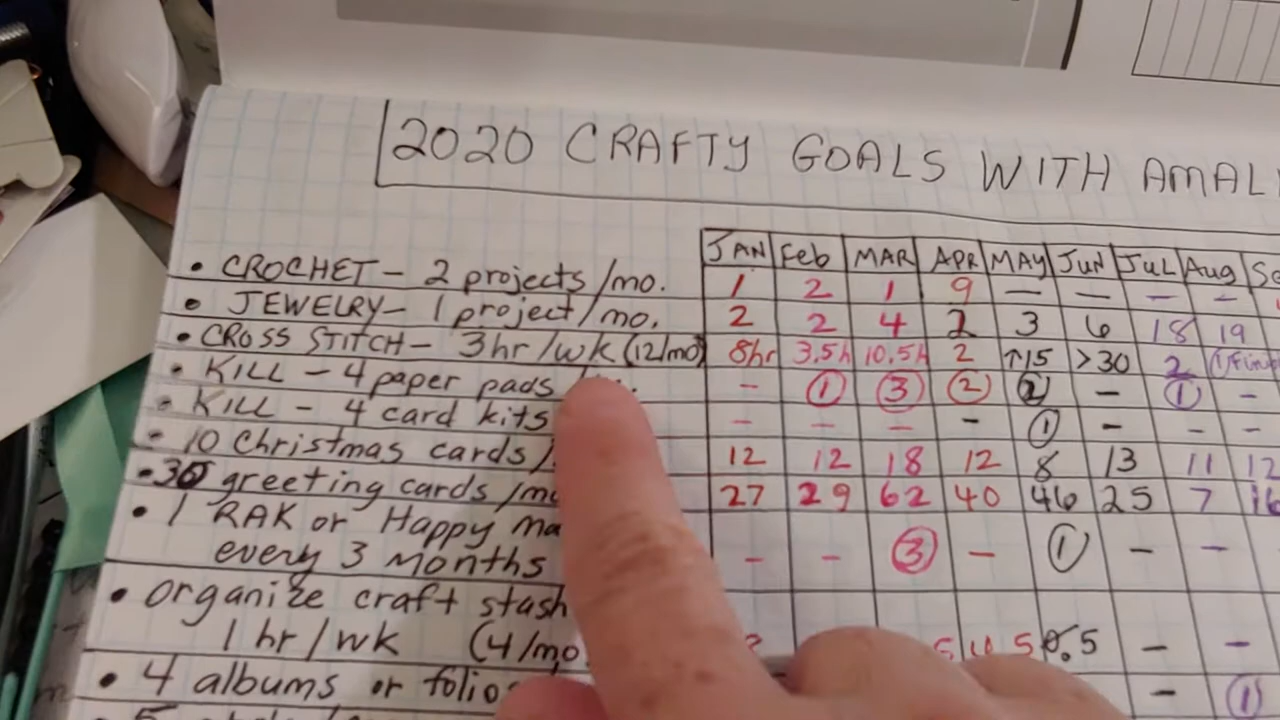 2020 CRAFTY GOALS WITH AMAL
JAN Feb MAR APR MAY Jun Jul Aug
• CROCHET - 2 projects/mo. 1 2 1 9 — — — —
• JEWELRY - 1 project/mo. 2 2 4 2 3 6 18 19
• CROSS STITCH - 3hr/wk (12/mo) 8hr 3.5h 10.5h 2 ↑15 >30 2
• KILL - 4 paper pads - 1 3 2 2 - 1 -
• KILL - 4 card kits - - - - 1 - - -
• 10 Christmas cards/ 12 12 18 12 8 13 11 12
• 30 greeting cards/mo 27 29 62 40 46 25 7 16
• 1 RAK or Happy ma
every 3 months - - 3 - 1 - -
• organize craft stash
1 hr/wk (4/mo 5 - -
• 4 albums or folio - 1